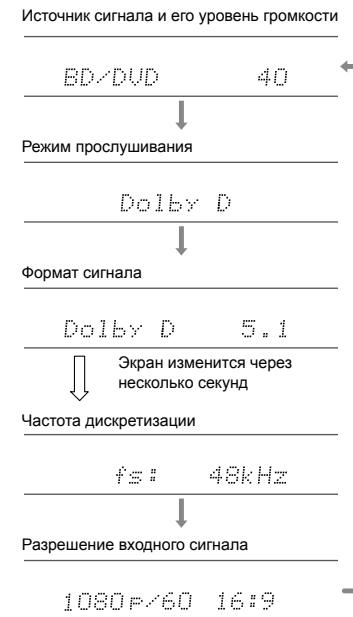 Источник сигнала и его уровень громкости
BD/DVD 40
Режим прослушивания
Dolby D
Формат сигнала
Dolby D 5.1
Экран изменится через
несколько секунд
Частота дискретизации
fs: 48kHz
Разрешение входного сигнала
1080p/60 16:9